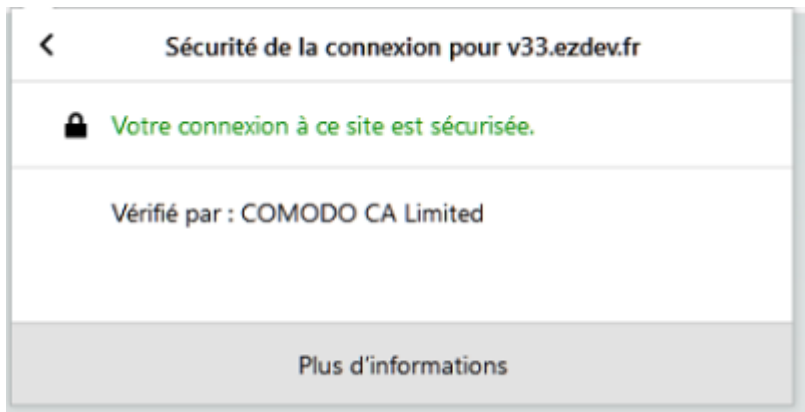 Sécurité de la connexion pour v33.ezdev.fr
Votre connexion à ce site est sécurisée.
Vérifié par : COMODO CA Limited
Plus d’informations